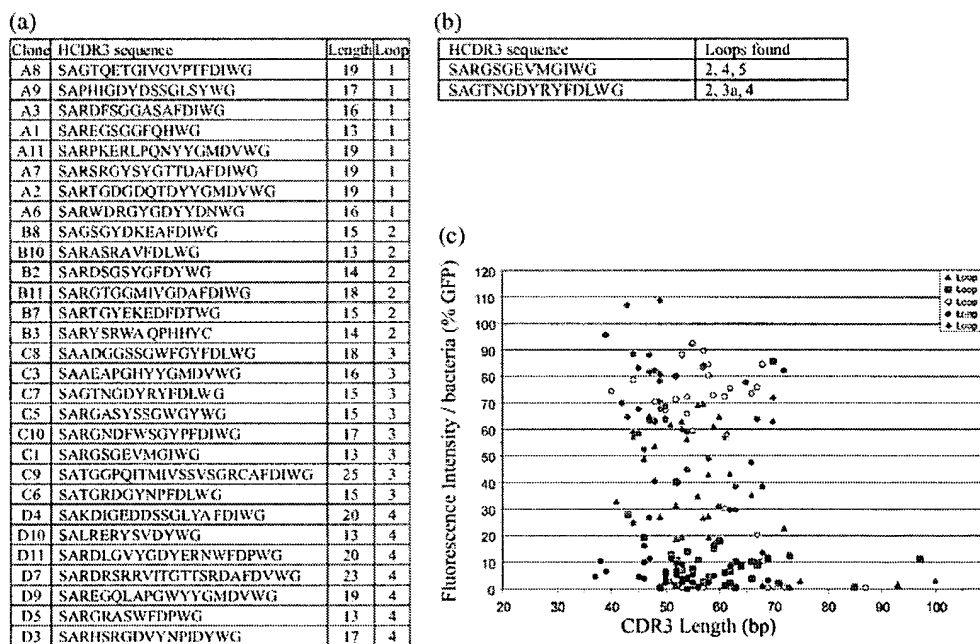 (a)
Clone HCDR3 sequence Length Loop
A8 SAGTQETGIVGVPTFDIWG 19 1
A9 SAPHIGDYDSSGLSYWG 17 1
A3 SARDFSGGASAFDIWG 16 1
A1 SAREGSGGFQHWG 13 1
A11 SARPKERLPQNYYGMDVWG 19 1
A7 SARSRGYSYGTTDAFDIWG 19 1
A2 SARTGDGDQTDYYGMDVWG 19 1
A6 SARWDRGYGDYYDNWG 16 1
B8 SAGSGYDKEAFDIWG 15 2
B10 SARASRAVFDLWG 13 2
B2 SARDSGSYGFDYWG 14 2
B11 SARGTGGMIVGDAFDIWG 18 2
B7 SARTGYEKEDFDTWG 15 2
B3 SARYSRWAQPHHYC 14 2
C8 SAADGGSSGWFGYFDLWG 18 3
C3 SAAEAPGHYYGMDVWG 16 3
C7 SAGTNGDYRYFDLWG 15 3
C5 SARGASYSSGWGYWG 15 3
C10 SARGNDFWSGYPFDIWG 17 3
C1 SARGSGEVMGIWG 13 3
C9 SATGGPQITMIVSSVSGRCAFDIWG 25 3
C6 SATGRDGYNPFDLWG 15 3
D4 SAKDIGEDDSSGLYAFDIWG 20 4
D10 SALRERYSVDYWG 13 4
D11 SARDLGVYGDYERNWFDPWG 20 4
D7 SARDRSRRVITGTTSRDAFDVWG 23 4
D9 SAREGQLAPGWYYGMDVWG 19 4
D5 SARGRASWFDPWG 13 4
D3 SARHSRGDVYNPIDYWG 17 4
(b)
HCDR3 sequence Loops found
SARGSGEVMGIWG 2, 4, 5
SAGTNGDYRYFDLWG 2, 3a, 4
(c)
Fluorescence Intensity / bacteria (% GFP)
120
110
100
90
80
70
60
50
40
30
20
10
0
Loop
Loop
Loop
Loop
Loop
20 30 40 50 60 70 80 90 100
CDR3 Length (bp)